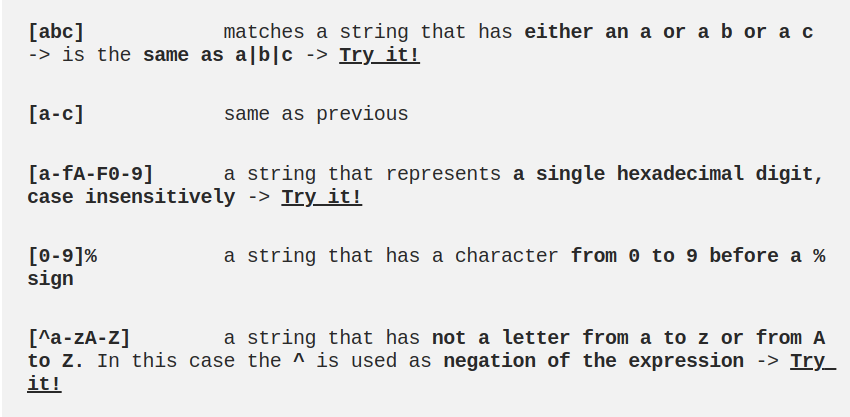 [abc]            matches a string that has either an a or a b or a c
-> is the same as a|b|c -> Try it!
[a-c]            same as previous
[a-fA-F0-9]      a string that represents a single hexadecimal digit,
case insensitively -> Try it!
[0-9]%           a string that has a character from 0 to 9 before a %
sign
[^a-zA-Z]        a string that has not a letter from a to z or from A
to Z. In this case the ^ is used as negation of the expression -> Try
it!